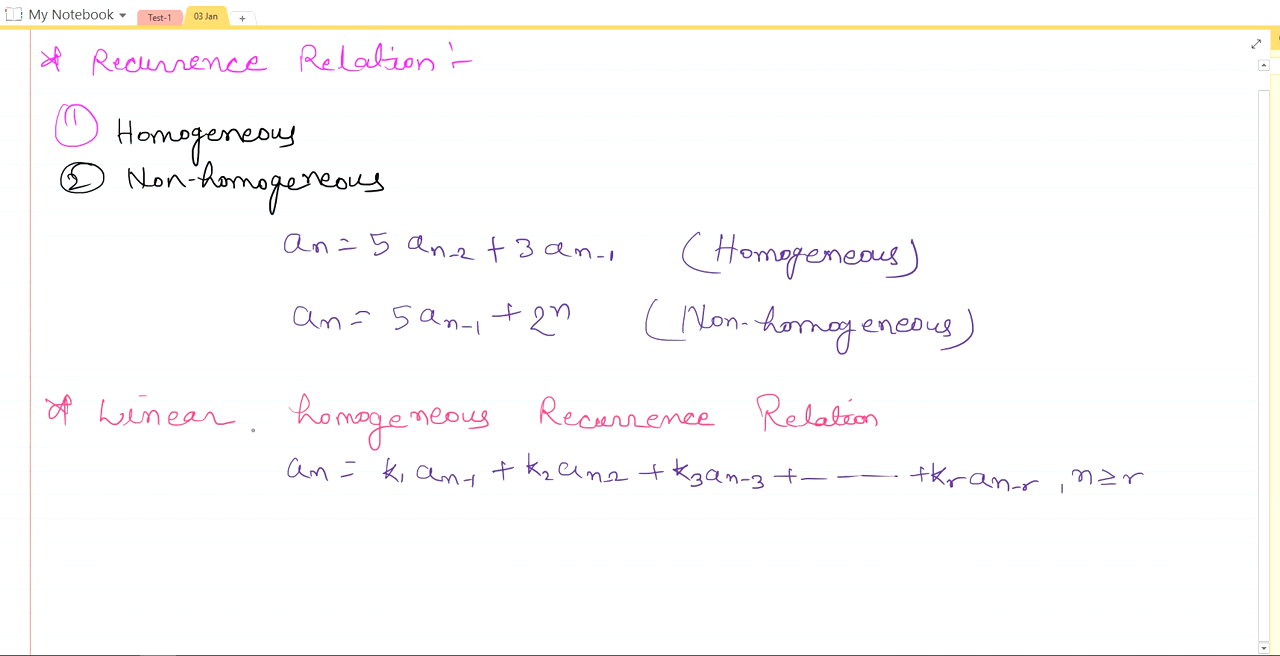 My Notebook Test-1 03 Jan +
* Recurrence Relation :-
(1) Homogeneous
(2) Non-homogeneous
an = 5 an-2 + 3 an-1 (Homogeneous)
an = 5 an-1 + 2^n (Non-homogeneous)
* Linear homogeneous Recurrence Relation
an = k1 an-1 + k2 an-2 + k3 an-3 + - —— + kr an-r , n ≥ r